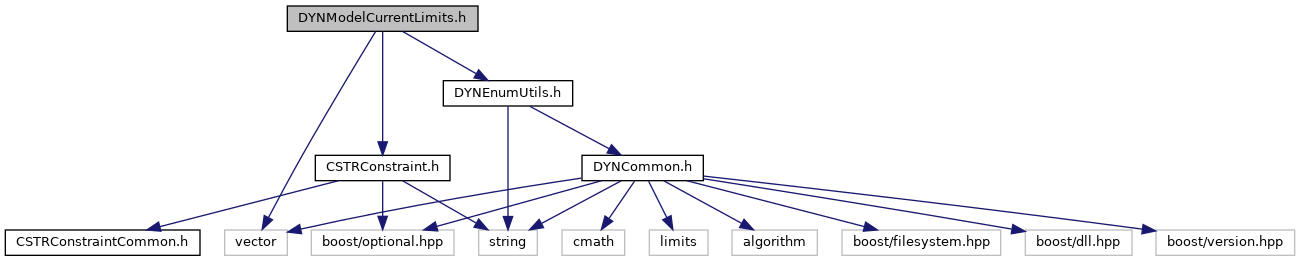 DYNModelCurrentLimits.h
DYNEnumUtils.h
CSTRConstraint.h
DYNCommon.h
CSTRConstraintCommon.h
vector
boost/optional.hpp
string
cmath
limits
algorithm
boost/filesystem.hpp
boost/dll.hpp
boost/version.hpp